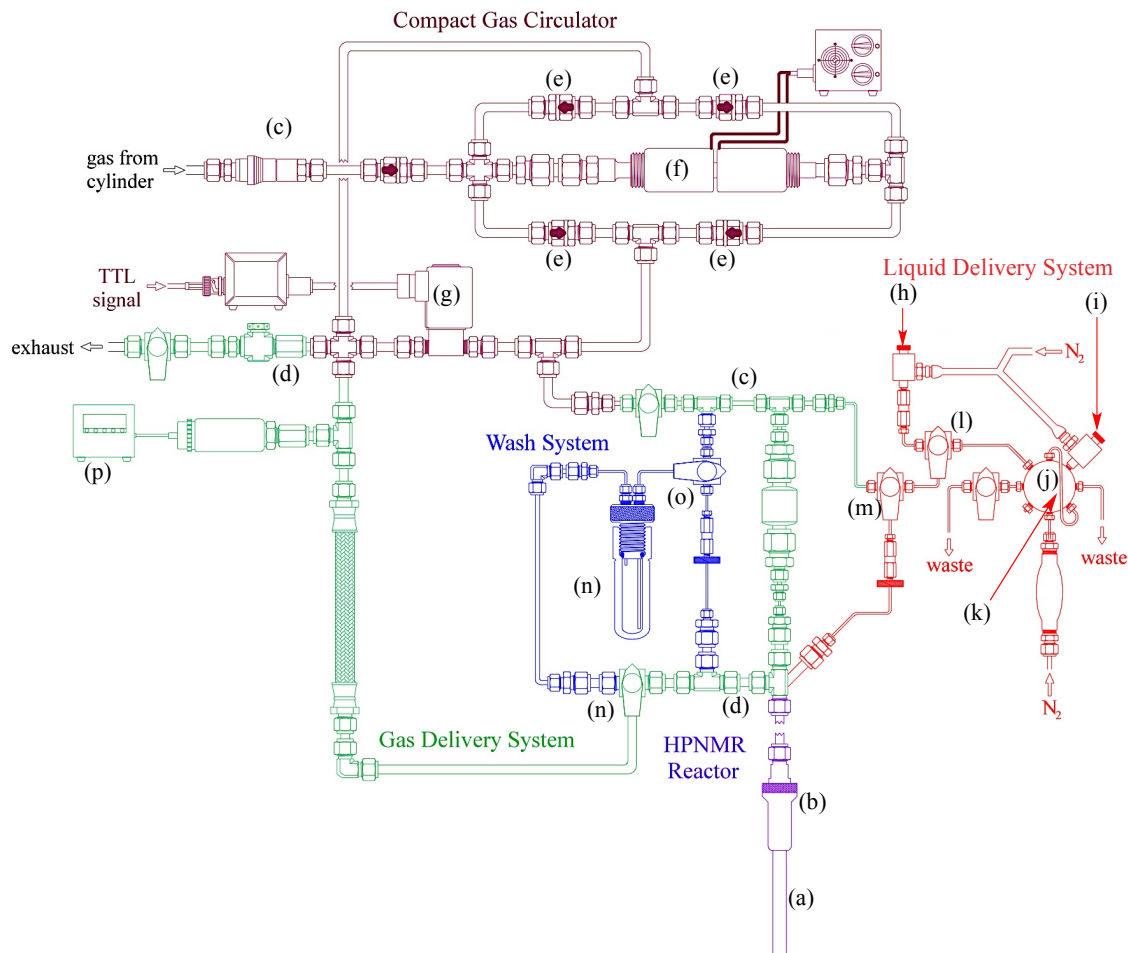 Compact Gas Circulator
(e)
(e)
(c)
gas from
cylinder
(f)
(e)
(e)
TTL
signal
(g)
Liquid Delivery System
(h)
(i)
exhaust
(d)
N2
(c)
(l)
Wash System
(p)
(o)
(m)
(j)
waste
waste
(n)
(k)
(n)
(d)
N2
Gas Delivery System
HPNMR
Reactor
(b)
(a)